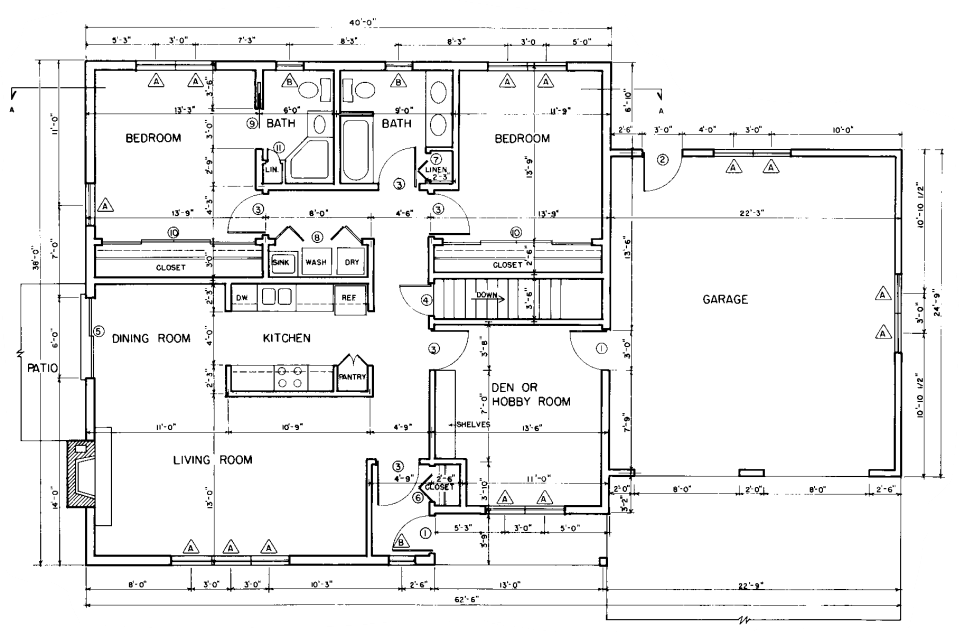 40'-0"
5'-3" 3'-0" 7'-3" 8'-3" 8'-3" 3'-0 5'-0"
A A B B A A
3'-6"
6'-10"
A A
11'-0"
13'-3" 6'-0" 9'-0" 11'-9"
2'-6" 3'-0" 4'-0" 3'-0" 10'-0"
9 BATH BATH
BEDROOM BEDROOM
3'-0"
11 7 2
LIN. LINEN
2'-3"
A A
2'-9" 13'-9"
3
A
4'-3"
13'-9" 3 8'-0" 4'-6" 3 13'-9" 22'-3"
10'-10 1/2"
10 8 10
7'-0" 38'-0"
13'-6"
SINK WASH DRY
CLOSET 3'-0" CLOSET 2'-6"
2'-3" D.W. REF 4 DOWN 3'-6" GARAGE
A
3'-0" 24'-9"
5 DINING ROOM 4'-0" KITCHEN
6'-0"
A
3 3'-8" 1 3'-0"
PATIO 2'-3" PANTRY
DEN OR
HOBBY ROOM
7'-0"
10'-10 1/2"
SHELVES
11'-0" 10'-9" 4'-9" 13'-6" 7'-9"
LIVING ROOM
3
4'-9" 2'-6" 11'-0"
CLOSET
6
3'-10"
14'-0" 13'-0"
A A
2'-0" 8'-0" 2'-0" 8'-0" 2'-6"
3'-2"
1 5'-3" 3'-0" 5'-0"
B
3'-9"
A A A
8'-0" 3'-0" 3'-0" 10'-3" 2'-6" 13'-0" 22'-9"
62'-6"